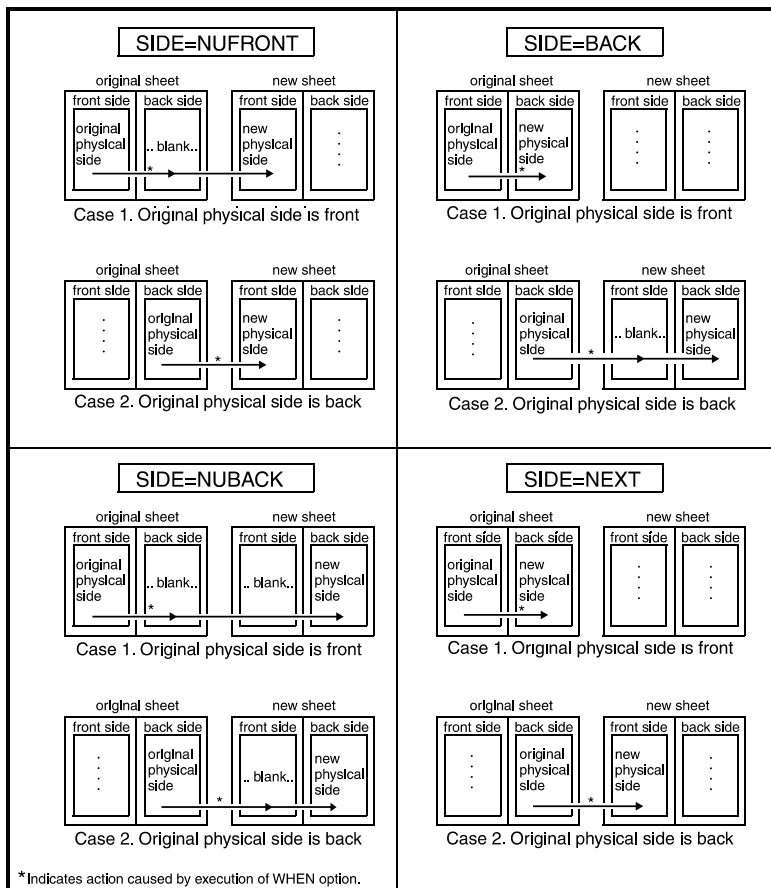 SIDE=NUFRONT
original sheet new sheet
front side back side front side back side
original physical side
.. blank..
new physical side
*
Case 1. Original physical side is front
original sheet new sheet
front side back side front side back side
original physical side
new physical side
*
Case 2. Original physical side is back
SIDE=BACK
original sheet new sheet
front side back side front side back side
original physical side
new physical side
*
Case 1. Original physical side is front
original sheet new sheet
front side back side front side back side
original physical side
.. blank..
new physical side
*
Case 2. Original physical side is back
SIDE=NUBACK
original sheet new sheet
front side back side front side back side
original physical side
.. blank..
.. blank..
new physical side
*
Case 1. Original physical side is front
original sheet new sheet
front side back side front side back side
original physical side
.. blank..
new physical side
*
Case 2. Original physical side is back
SIDE=NEXT
original sheet new sheet
front side back side front side back side
original physical side
new physical side
*
Case 1. Original physical side is front
original sheet new sheet
front side back side front side back side
original physical side
new physical side
*
Case 2. Original physical side is back
*Indicates action caused by execution of WHEN option.